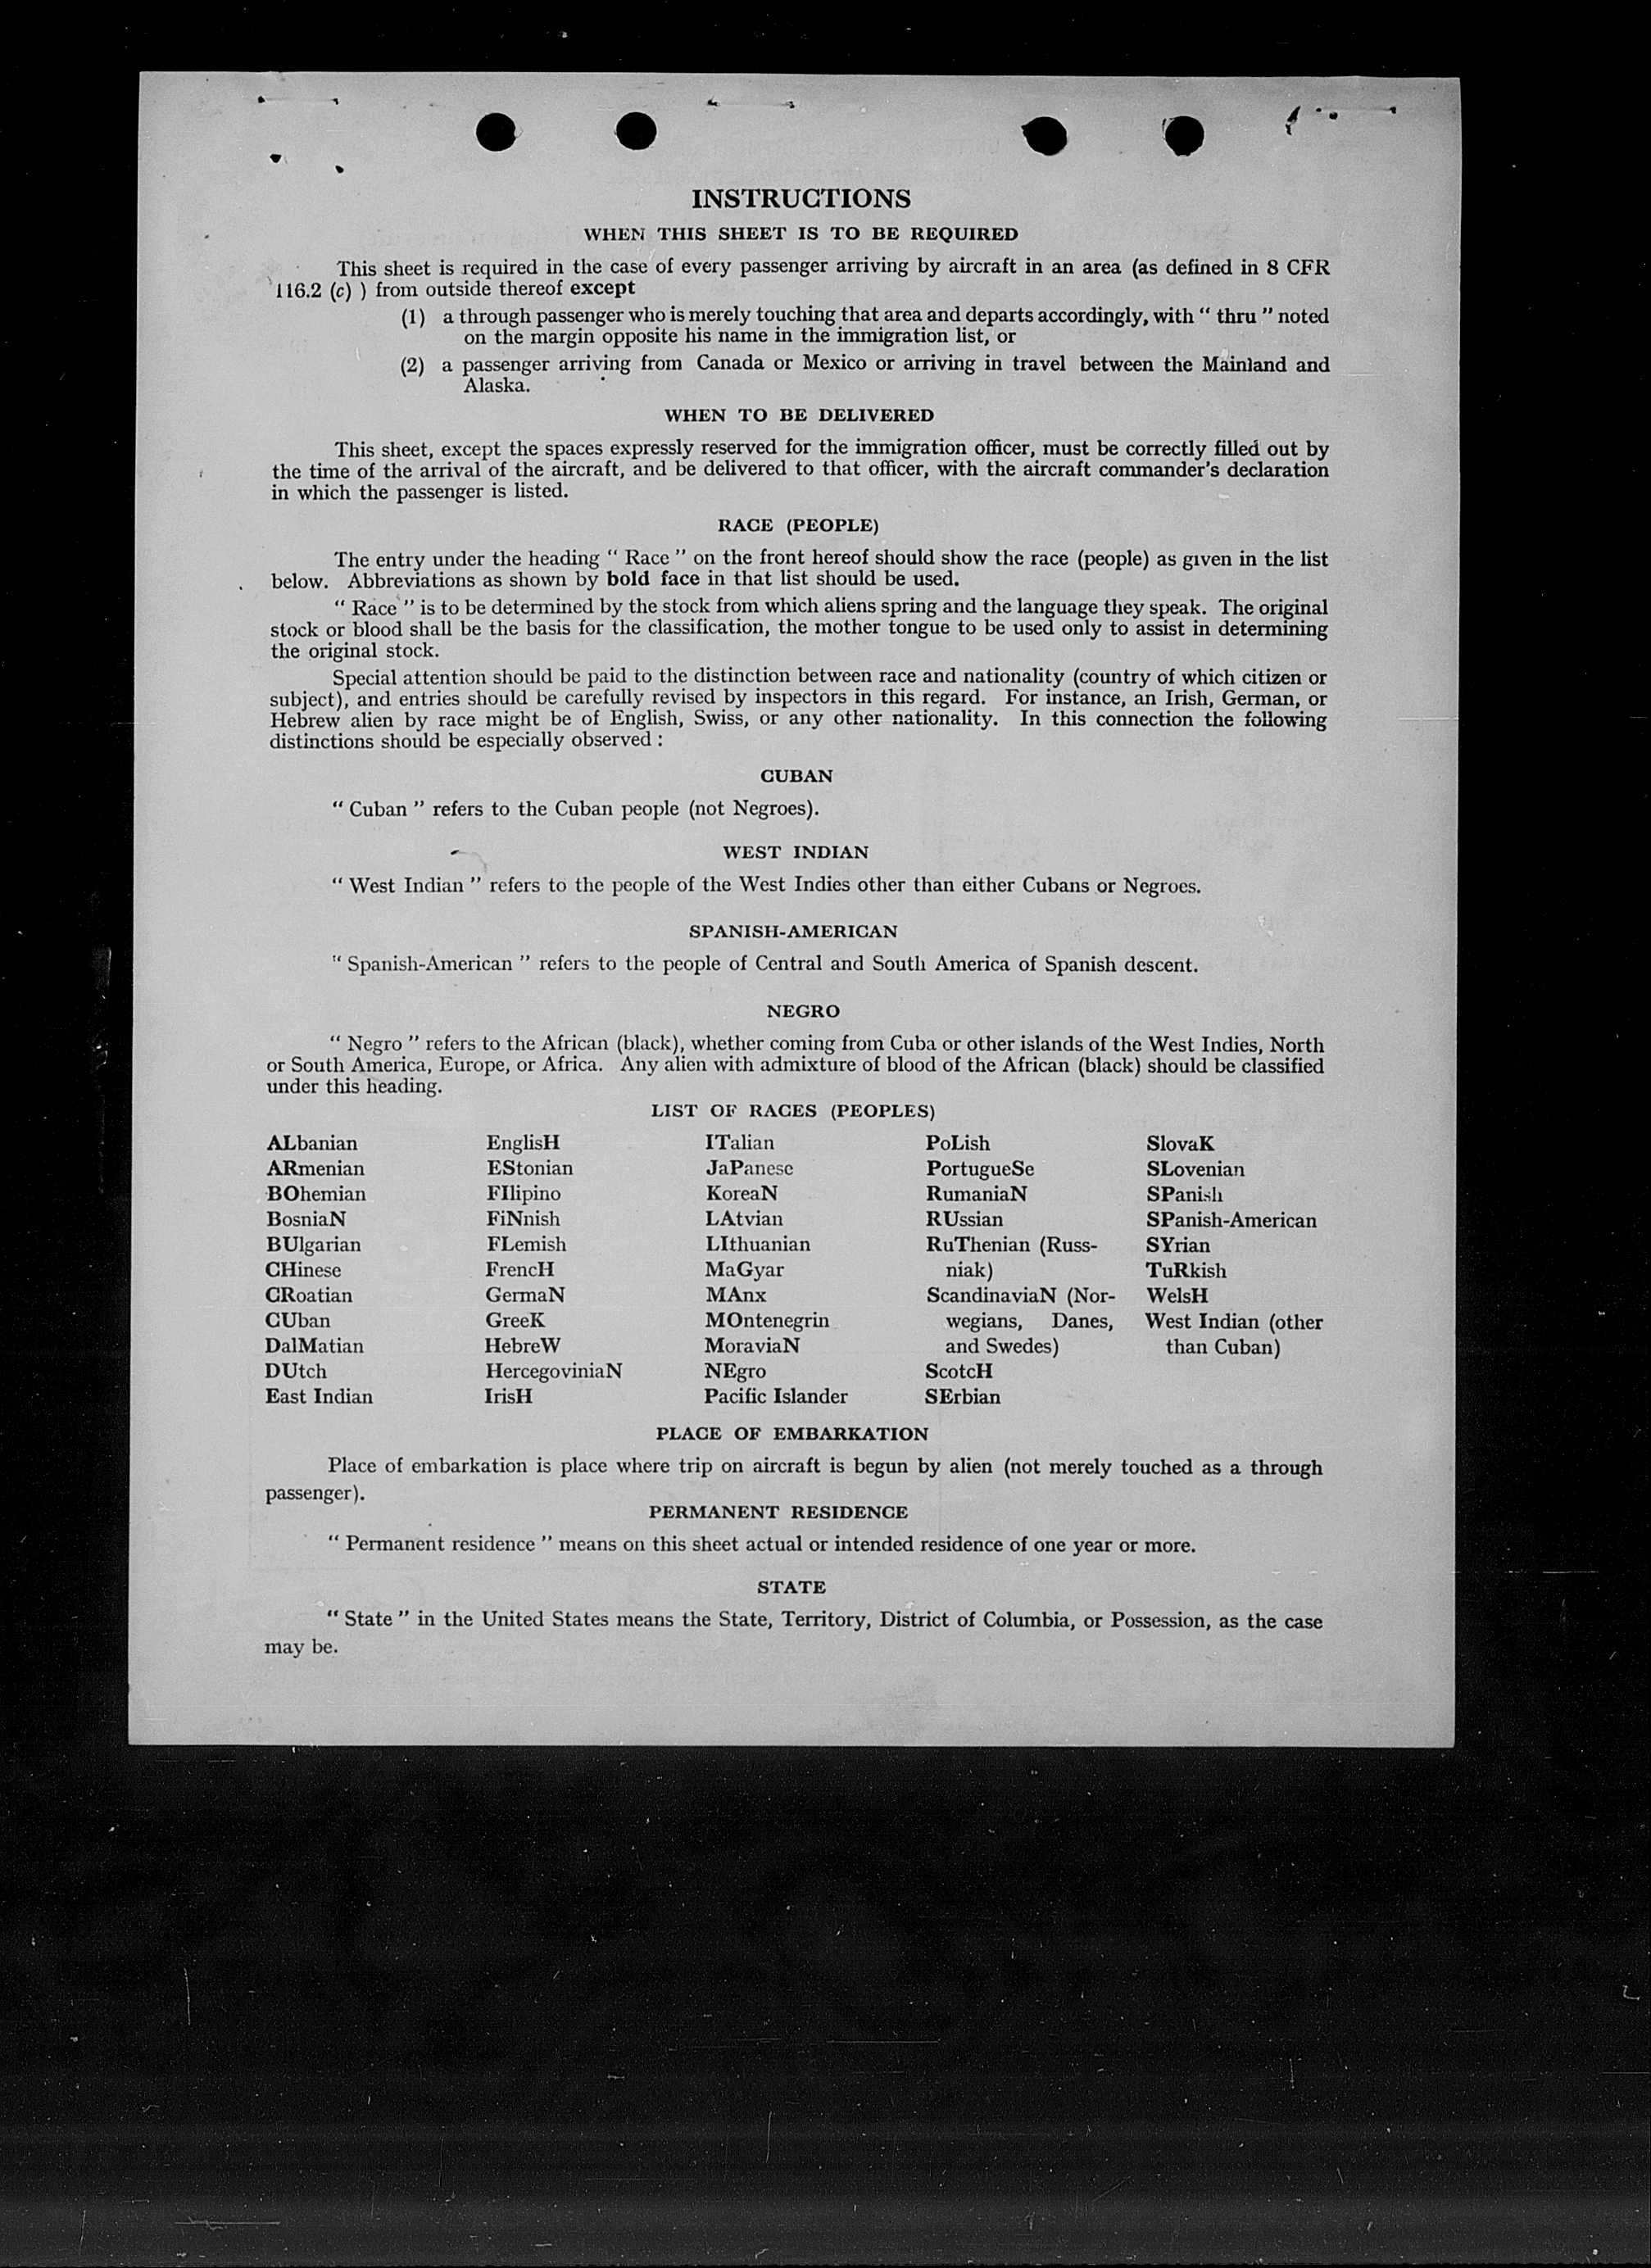 INSTRUCTIONS
WHEN THIS SHEET IS TO BE REQUIRED
This sheet is required in the case of every passenger arriving by aircraft in an area (as defined in 8 CFR
116.2 (c) ) from outside thereof except
(1) a through passenger who is merely touching that area and departs accordingly, with “ thru ” noted
on the margin opposite his name in the immigration list, or
(2) a passenger arriving from Canada or Mexico or arriving in travel between the Mainland and
Alaska.
WHEN TO BE DELIVERED
This sheet, except the spaces expressly reserved for the immigration officer, must be correctly filled out by
the time of the arrival of the aircraft, and be delivered to that officer, with the aircraft commander’s declaration
in which the passenger is listed.
RACE (PEOPLE)
The entry under the heading “ Race ” on the front hereof should show the race (people) as given in the list
below. Abbreviations as shown by bold face in that list should be used.
“ Race ” is to be determined by the stock from which aliens spring and the language they speak. The original
stock or blood shall be the basis for the classification, the mother tongue to be used only to assist in determining
the original stock.
Special attention should be paid to the distinction between race and nationality (country of which citizen or
subject), and entries should be carefully revised by inspectors in this regard. For instance, an Irish, German, or
Hebrew alien by race might be of English, Swiss, or any other nationality. In this connection the following
distinctions should be especially observed :
CUBAN
“ Cuban ” refers to the Cuban people (not Negroes).
WEST INDIAN
“ West Indian ” refers to the people of the West Indies other than either Cubans or Negroes.
SPANISH-AMERICAN
“ Spanish-American ” refers to the people of Central and South America of Spanish descent.
NEGRO
“ Negro ” refers to the African (black), whether coming from Cuba or other islands of the West Indies, North
or South America, Europe, or Africa. Any alien with admixture of blood of the African (black) should be classified
under this heading.
LIST OF RACES (PEOPLES)
ALbanian
ARmenian
BOhemian
BosniaN
BUlgarian
CHinese
CRoatian
CUban
DalMatian
DUtch
East Indian
EnglisH
EStonian
FIlipino
FiNnish
FLemish
FrencH
GermaN
GreeK
HebreW
HercegoviniaN
IrisH
ITalian
JaPanese
KoreaN
LAtvian
LIthuanian
MaGyar
MAnx
MOntenegrin
MoraviaN
NEgro
Pacific Islander
PoLish
PortugueSe
RumaniaN
RUssian
RuThenian (Russ-
niak)
ScandinaviaN (Nor-
wegians, Danes,
and Swedes)
ScotcH
SErbian
SlovaK
SLovenian
SPanish
SPanish-American
SYrian
TuRkish
WelsH
West Indian (other
than Cuban)
PLACE OF EMBARKATION
Place of embarkation is place where trip on aircraft is begun by alien (not merely touched as a through
passenger).
PERMANENT RESIDENCE
“ Permanent residence ” means on this sheet actual or intended residence of one year or more.
STATE
“ State ” in the United States means the State, Territory, District of Columbia, or Possession, as the case
may be.